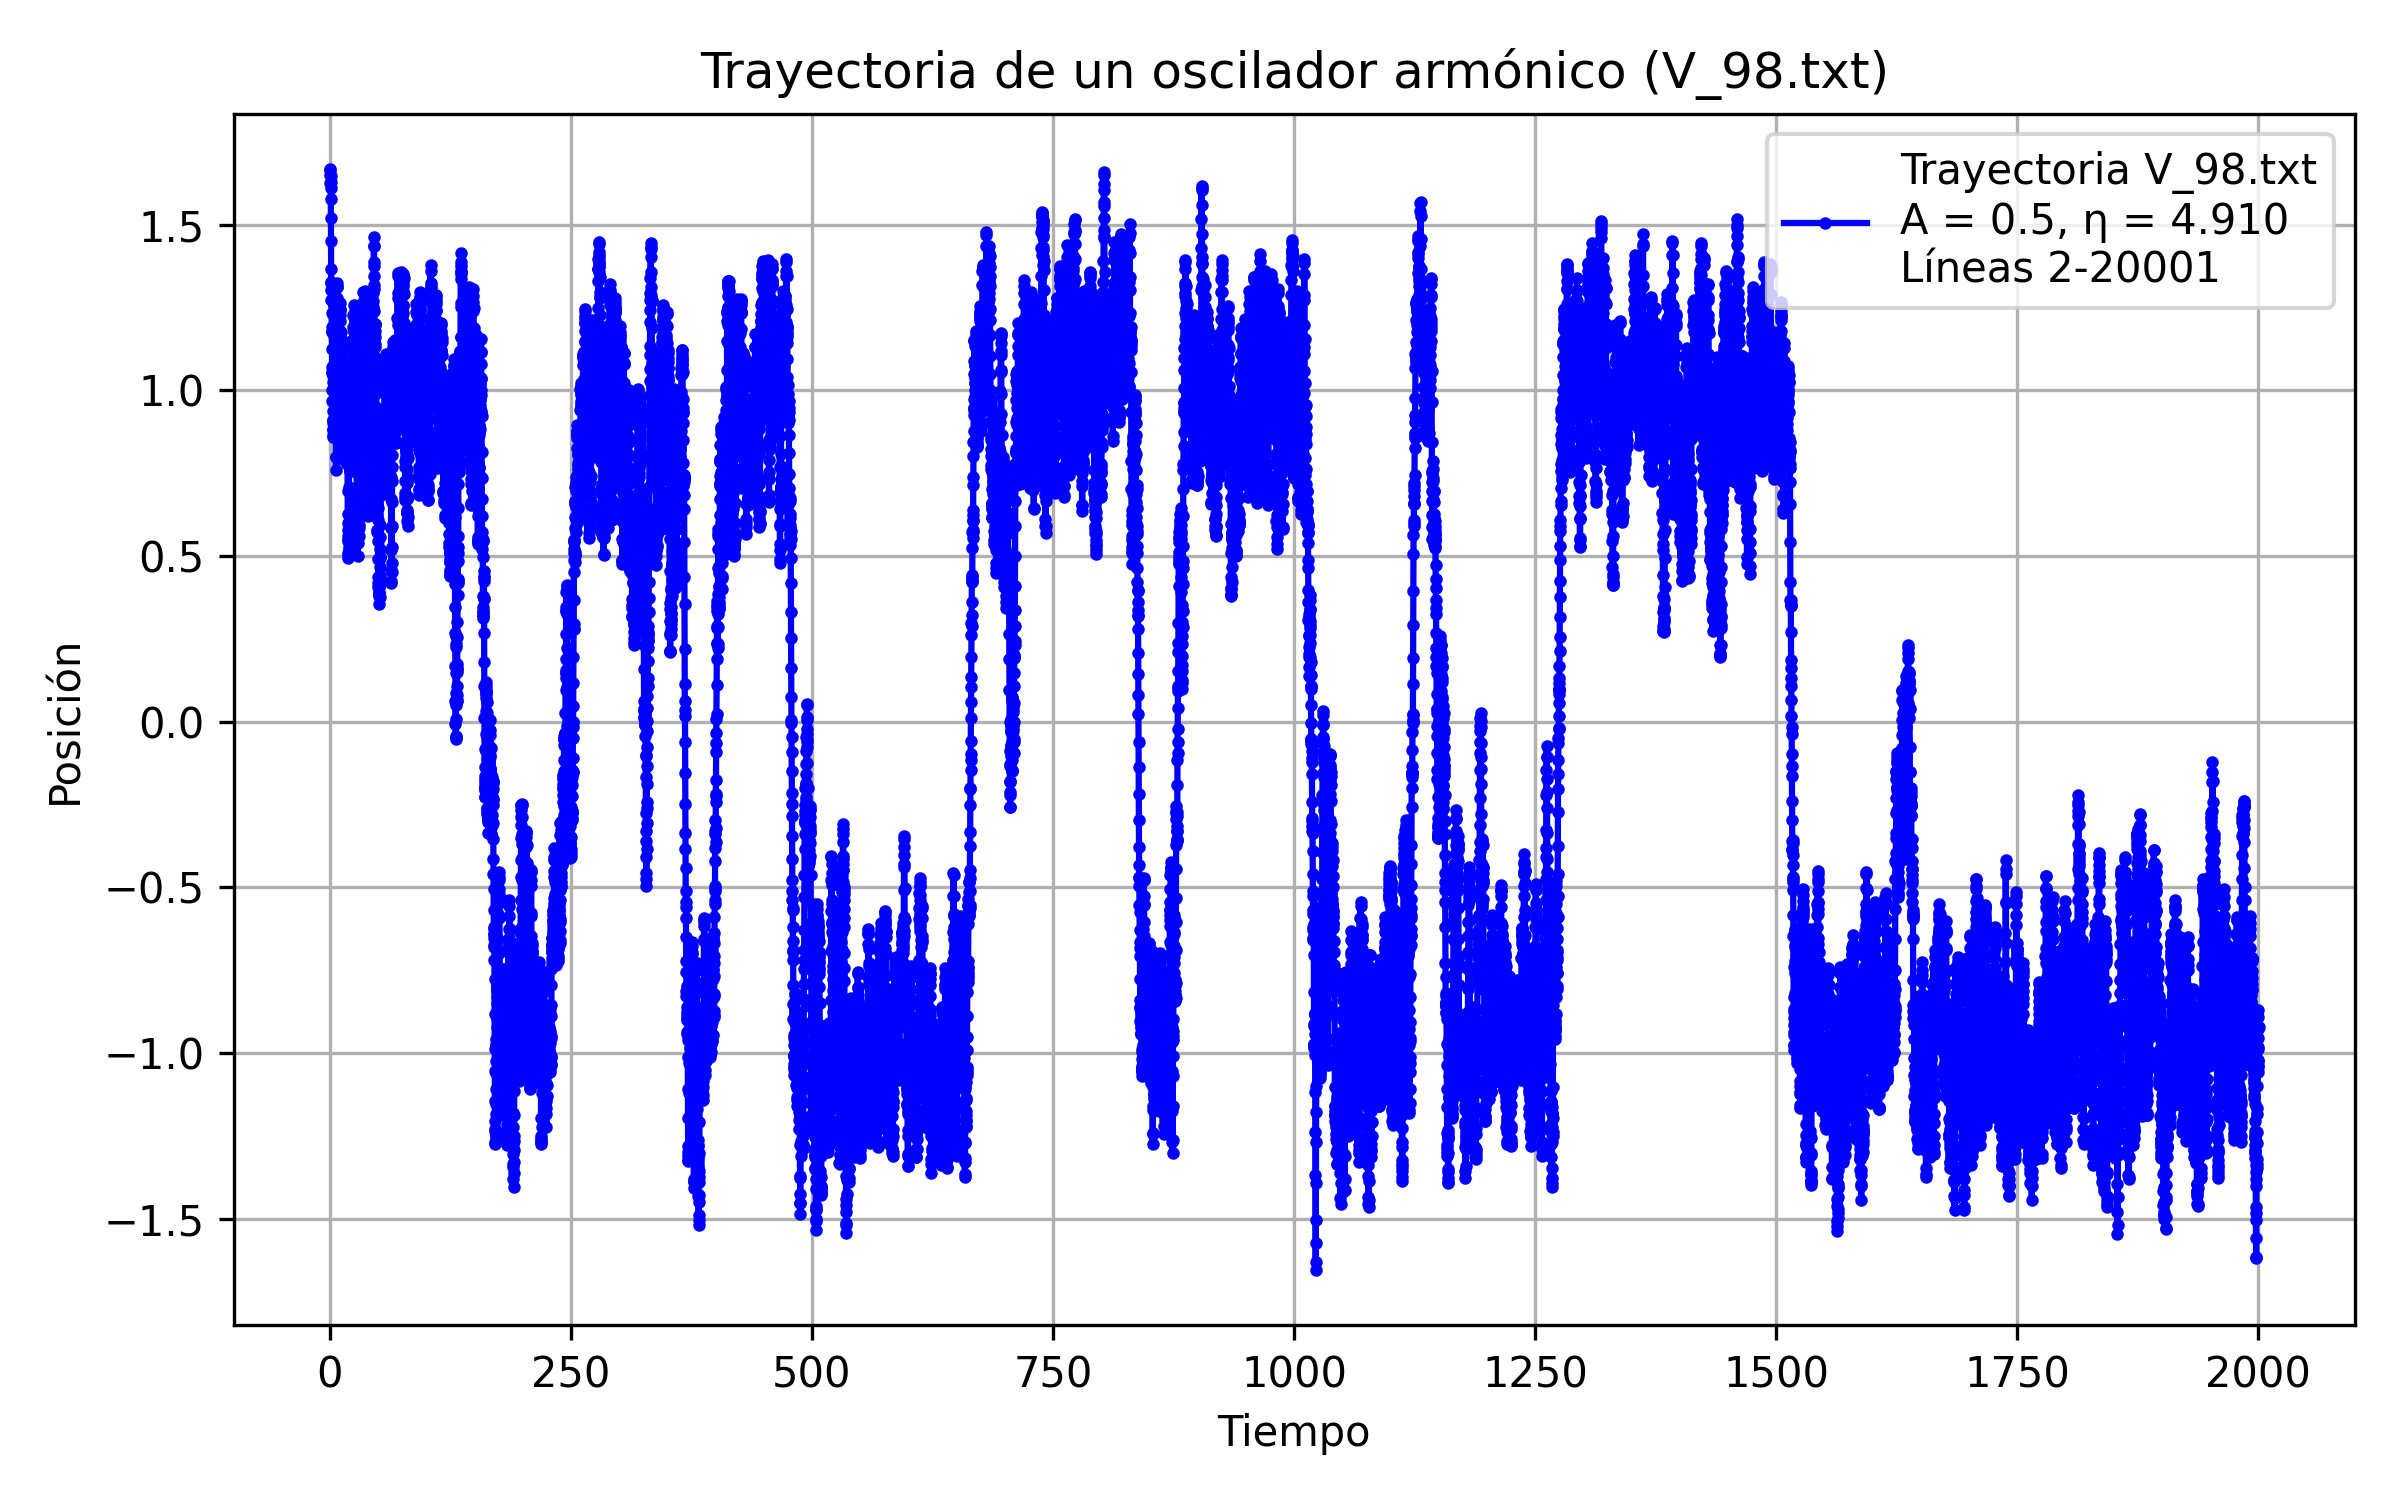 Trayectoria de un oscilador armónico (V_98.txt)
Trayectoria V_98.txt
A = 0.5, η = 4.910
Líneas 2-20001
Posición
1.5
1.0
0.5
0.0
−0.5
−1.0
−1.5
0
250
500
750
1000
1250
1500
1750
2000
Tiempo